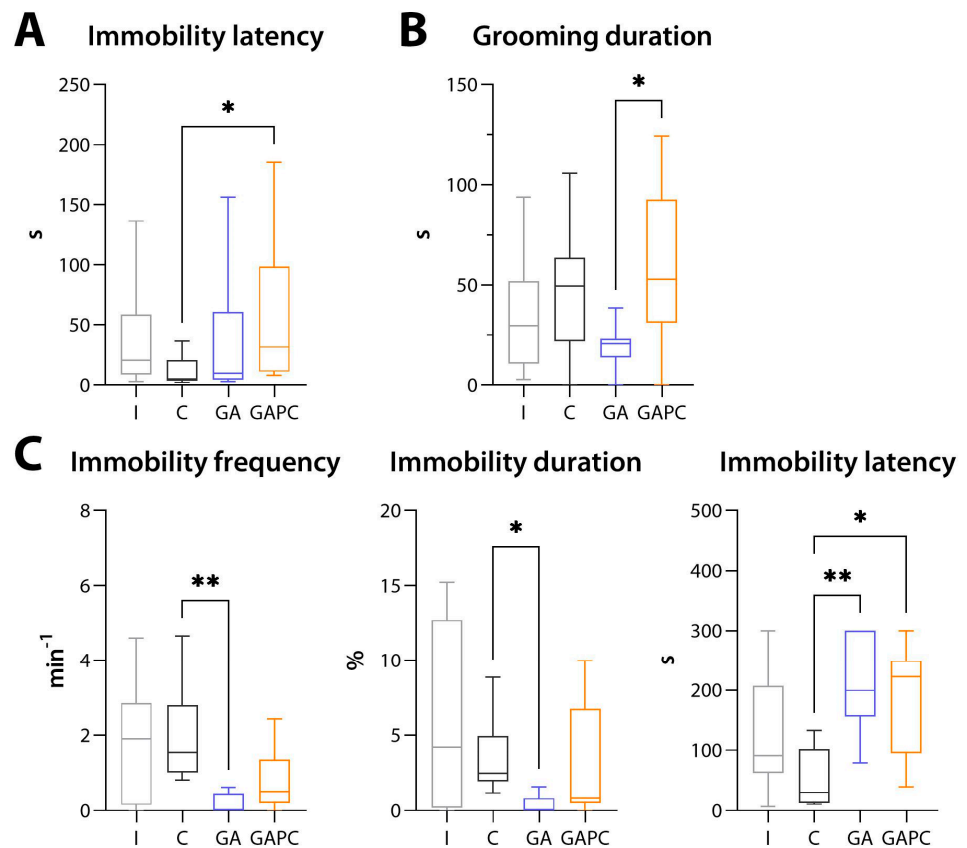 A Immobility latency
250
200
150
100
50
0
s
*
I C GA GAPC
B Grooming duration
150
100
50
0
s
*
I C GA GAPC
C Immobility frequency
8
6
4
2
0
min⁻¹
**
I C GA GAPC
Immobility duration
20
15
10
5
0
%
*
I C GA GAPC
Immobility latency
500
400
300
200
100
0
s
*
**
I C GA GAPC